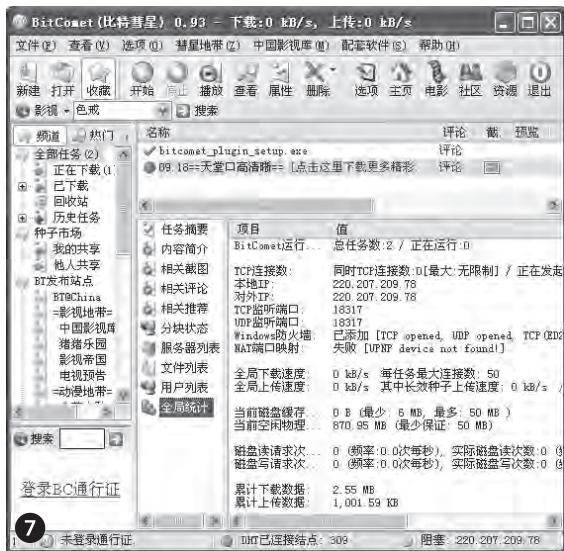 BitComet(比特彗星) 0.93 - 下载:0 kB/s, 上传:0 kB/s
文件(F) 查看(V) 选项(O) 彗星地带(Z) 中国影视库(M) 配套软件(S) 帮助(H)
新建 打开 收藏 开始 停止 播放 查看 属性 删除 选项 主页 电影 社区 资源 退出
影视 色戒 搜索
频道 热门
名称 评论 截. 预览
全部任务(2)
bitcomet_plugin_setup.exe 评论
正在下载(1
09.18==天堂口高清晰== [点击这里下载更多精彩. 评论
已下载
回收站
历史任务
种子市场
我的共享
他人共享
BT发布站点
BT@China
=影视地带=
中国影视库
猪猪乐园
影视帝国
电视预告
=动漫地带=
任务摘要
内容简介
相关截图
相关评论
相关推荐
分块状态
服务器列表
文件列表
用户列表
全局统计
项目 值
BitComet运行... 总任务数:2 / 正在运行:0
TCP连接数: 同时TCP连接数:0[最大:无限制] / 正在发起
本地IP: 220.207.209.78
对外IP: 220.207.209.78
TCP监听端口: 18317
UDP监听端口: 18317
Windows防火墙: 已添加 [TCP opened, UDP opened, TCP(ED2
NAT端口映射: 失败 [UPNP device not found!]
全局下载速度: 0 kB/s 每任务最大连接数: 50
全局上传速度: 0 kB/s 其中长效种子上传速度: 0 kB/s /
当前磁盘缓存... 0 B (最少: 6 MB, 最多: 50 MB )
当前空闲物理... 870.95 MB (最少保证: 50 MB)
磁盘读请求次... 0 (频率:0.0次每秒), 实际磁盘读次数:0 (
磁盘写请求次... 0 (频率:0.0次每秒), 实际磁盘写次数:0 (
累计下载数据: 2.55 MB
累计上传数据: 1,001.59 KB
搜索
登录BC通行证
7
未登录通行证 DHT已连接结点: 309 阻塞: 220.207.209.78